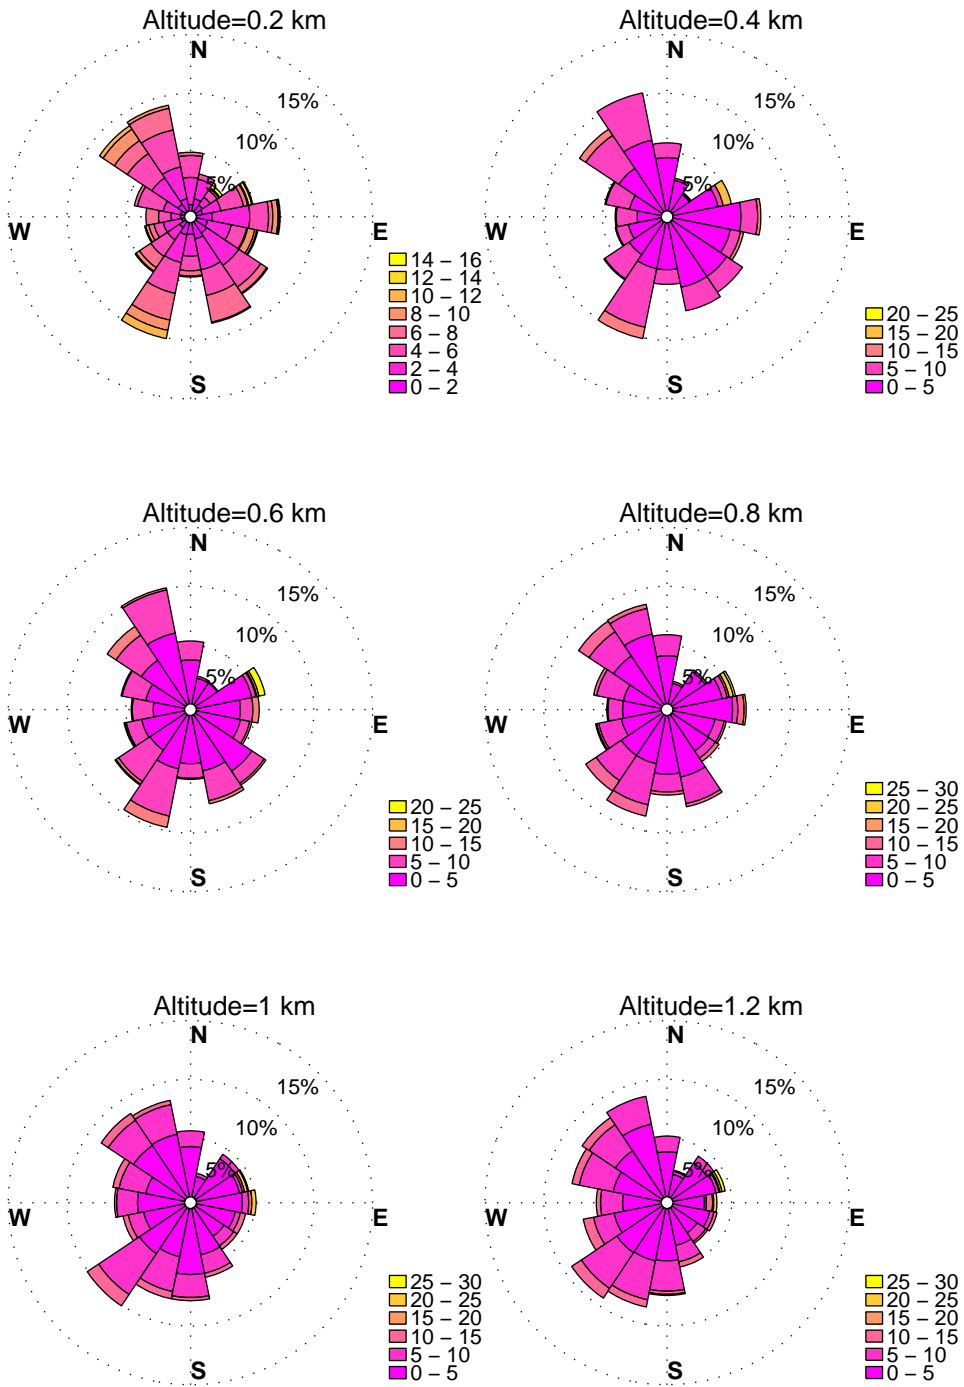 Altitude=0.2 km
N
15%
10%
5%
W
E
S
14 – 16
12 – 14
10 – 12
8 – 10
6 – 8
4 – 6
2 – 4
0 – 2
Altitude=0.4 km
N
15%
10%
5%
W
E
S
20 – 25
15 – 20
10 – 15
5 – 10
0 – 5
Altitude=0.6 km
N
15%
10%
5%
W
E
S
20 – 25
15 – 20
10 – 15
5 – 10
0 – 5
Altitude=0.8 km
N
15%
10%
5%
W
E
S
25 – 30
20 – 25
15 – 20
10 – 15
5 – 10
0 – 5
Altitude=1 km
N
15%
10%
5%
W
E
S
25 – 30
20 – 25
15 – 20
10 – 15
5 – 10
0 – 5
Altitude=1.2 km
N
15%
10%
5%
W
E
S
25 – 30
20 – 25
15 – 20
10 – 15
5 – 10
0 – 5